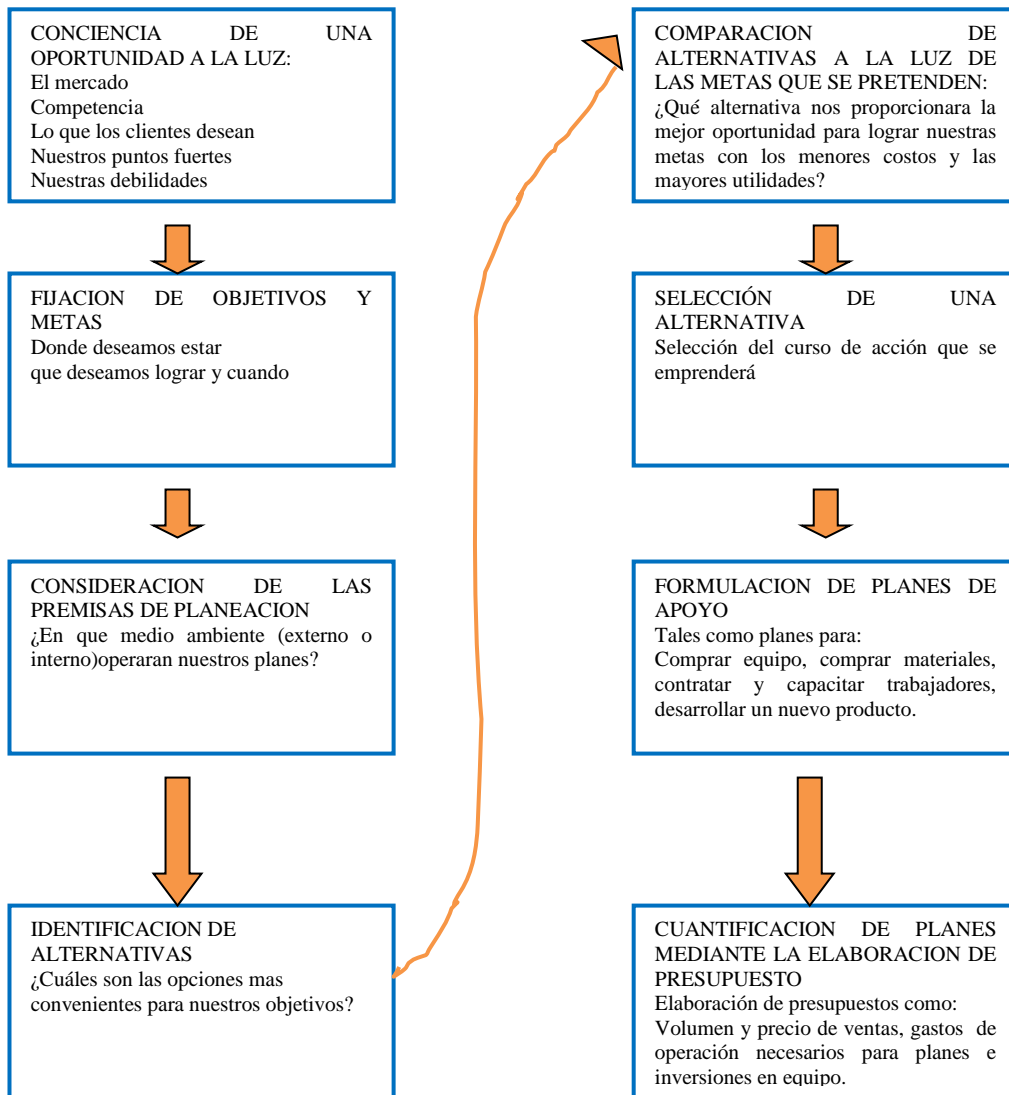 CONCIENCIA DE UNA
OPORTUNIDAD A LA LUZ:
El mercado
Competencia
Lo que los clientes desean
Nuestros puntos fuertes
Nuestras debilidades
FIJACION DE OBJETIVOS Y
METAS
Donde deseamos estar
que deseamos lograr y cuando
CONSIDERACION DE LAS
PREMISAS DE PLANEACION
¿En que medio ambiente (externo o
interno)operaran nuestros planes?
IDENTIFICACION DE
ALTERNATIVAS
¿Cuáles son las opciones mas
convenientes para nuestros objetivos?
COMPARACION DE
ALTERNATIVAS A LA LUZ DE
LAS METAS QUE SE PRETENDEN:
¿Qué alternativa nos proporcionara la
mejor oportunidad para lograr nuestras
metas con los menores costos y las
mayores utilidades?
SELECCIÓN DE UNA
ALTERNATIVA
Selección del curso de acción que se
emprenderá
FORMULACION DE PLANES DE
APOYO
Tales como planes para:
Comprar equipo, comprar materiales,
contratar y capacitar trabajadores,
desarrollar un nuevo producto.
CUANTIFICACION DE PLANES
MEDIANTE LA ELABORACION DE
PRESUPUESTO
Elaboración de presupuestos como:
Volumen y precio de ventas, gastos de
operación necesarios para planes e
inversiones en equipo.